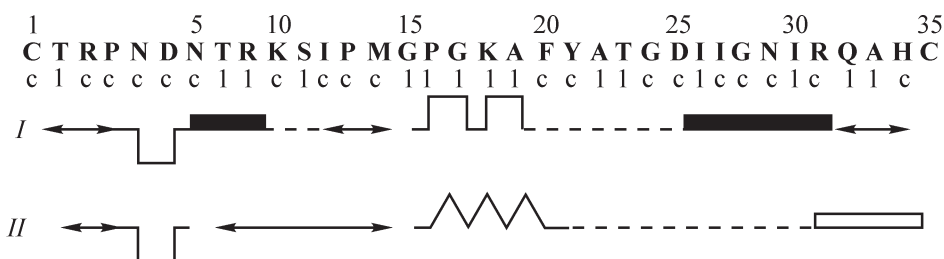 1 5 15 20 25 30 35
C T R P N D N T R K S I P M G P G K A F Y A T G D I I G N I R Q A H C
c 1 c c c c c 1 1 c 1 c c c 1 1 1 1 1 c c 1 1 c c 1 c c c 1 c 1 1 c
I
II